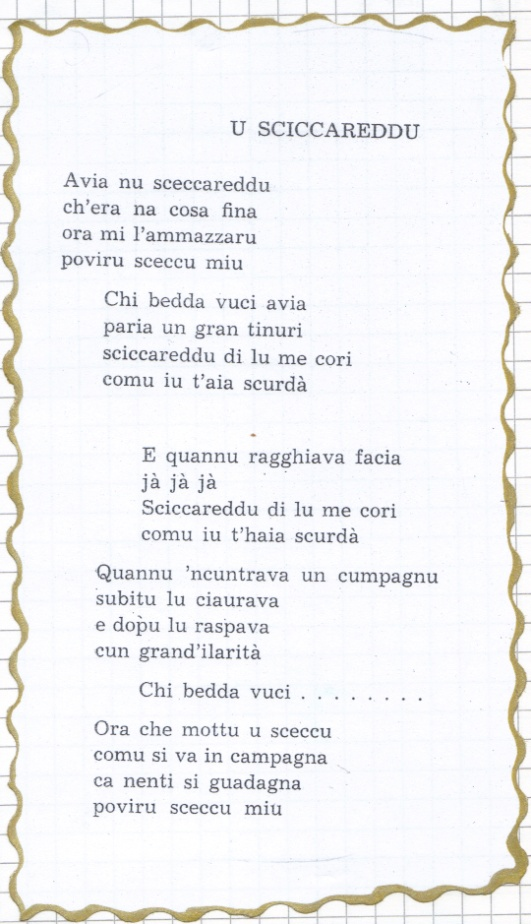 U SCICCAREDDU
Avia nu sceccareddu
ch'era na cosa fina
ora mi l'ammazzaru
poviru sceccu miu
Chi bedda vuci avia
paria un gran tinuri
sciccareddu di lu me cori
comu iu t'aia scurdà
E quannu ragghiava facia
jà jà jà
Sciccareddu di lu me cori
comu iu t'haia scurdà
Quannu 'ncuntrava un cumpagnu
subitu lu ciaurava
e dopu lu raspava
cun grand'ilarità
Chi bedda vuci . . . . . . . . .
Ora che mottu u sceccu
comu si va in campagna
ca nenti si guadagna
poviru sceccu miu